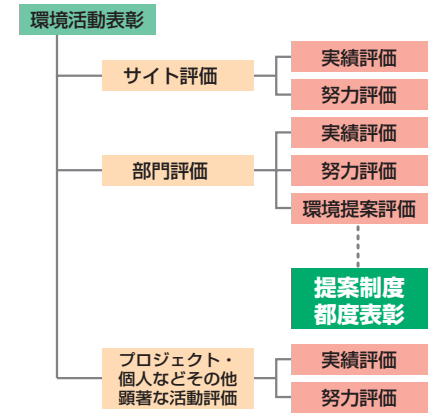 環境活動表彰
サイト評価
実績評価
努力評価
部門評価
実績評価
努力評価
環境提案評価
提案制度
都度表彰
プロジェクト・
個人などその他
顕著な活動評価
実績評価
努力評価